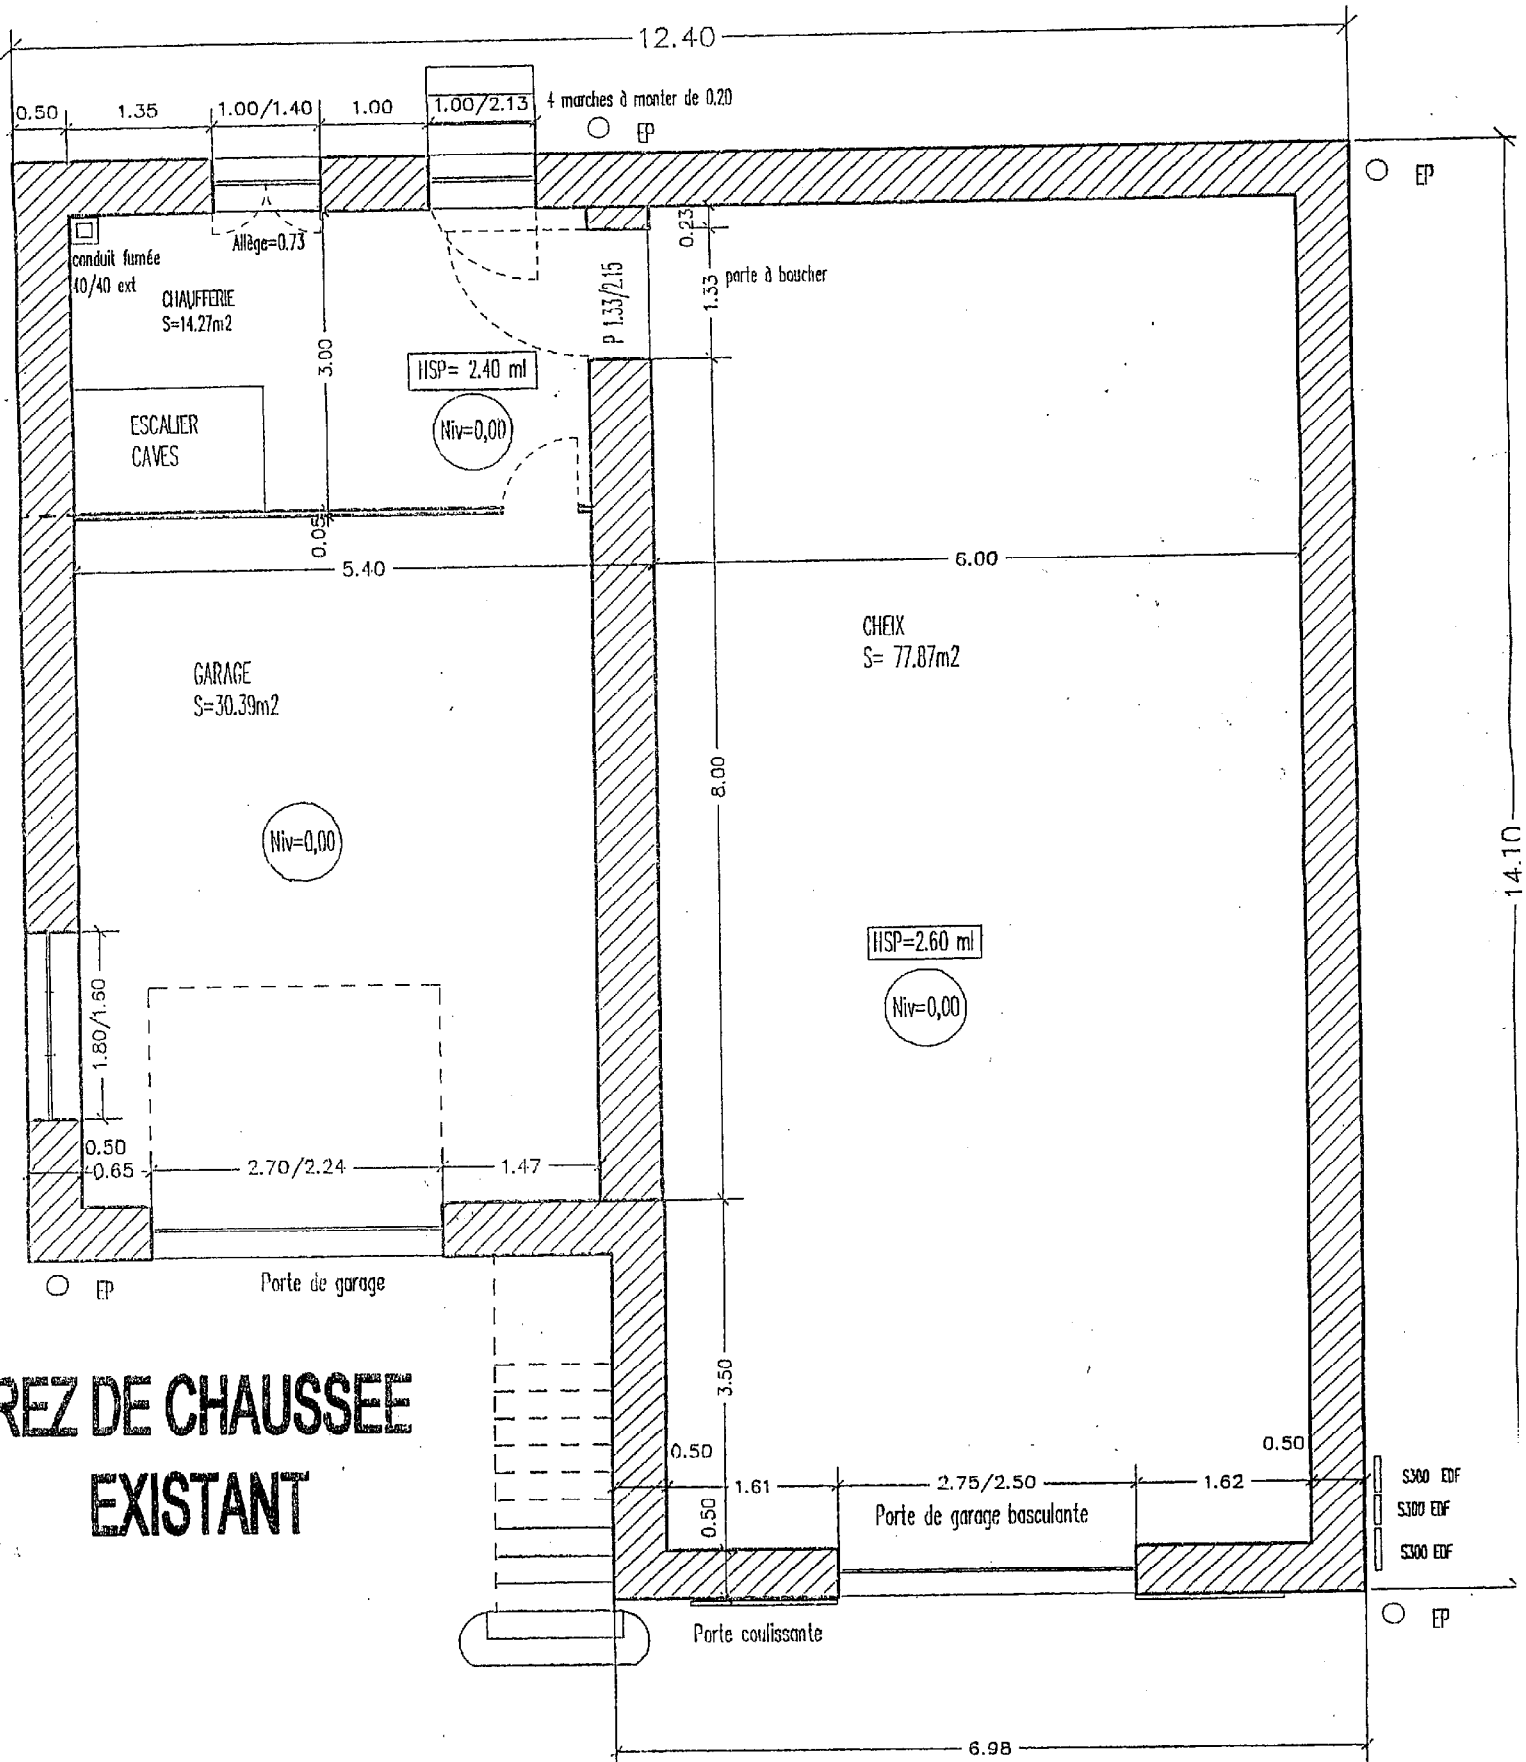 12.40
0.50
1.35
1.00/1.40
1.00
1.00/2.13
4 marches à monter de 0.20
EP
EP
conduit fumée
40/40 ext
Allège=0.73
CHAUFFERIE
S=14.27m2
3.00
0.23
1.33
P 1.33/2.15
porte à boucher
HSP= 2.40 ml
Niv=0,00
ESCALIER
CAVES
0.05
5.40
6.00
CHEIX
S= 77.87m2
GARAGE
S=30.39m2
8.00
14.10
Niv=0,00
HSP=2.60 ml
Niv=0,00
1.80/1.60
0.50
0.65
2.70/2.24
1.47
EP
Porte de garage
REZ DE CHAUSSEE
EXISTANT
3.50
0.50
0.50
1.61
2.75/2.50
1.62
0.50
Porte de garage basculante
S300 EDF
S300 EDF
S300 EDF
Porte coulissante
EP
6.98